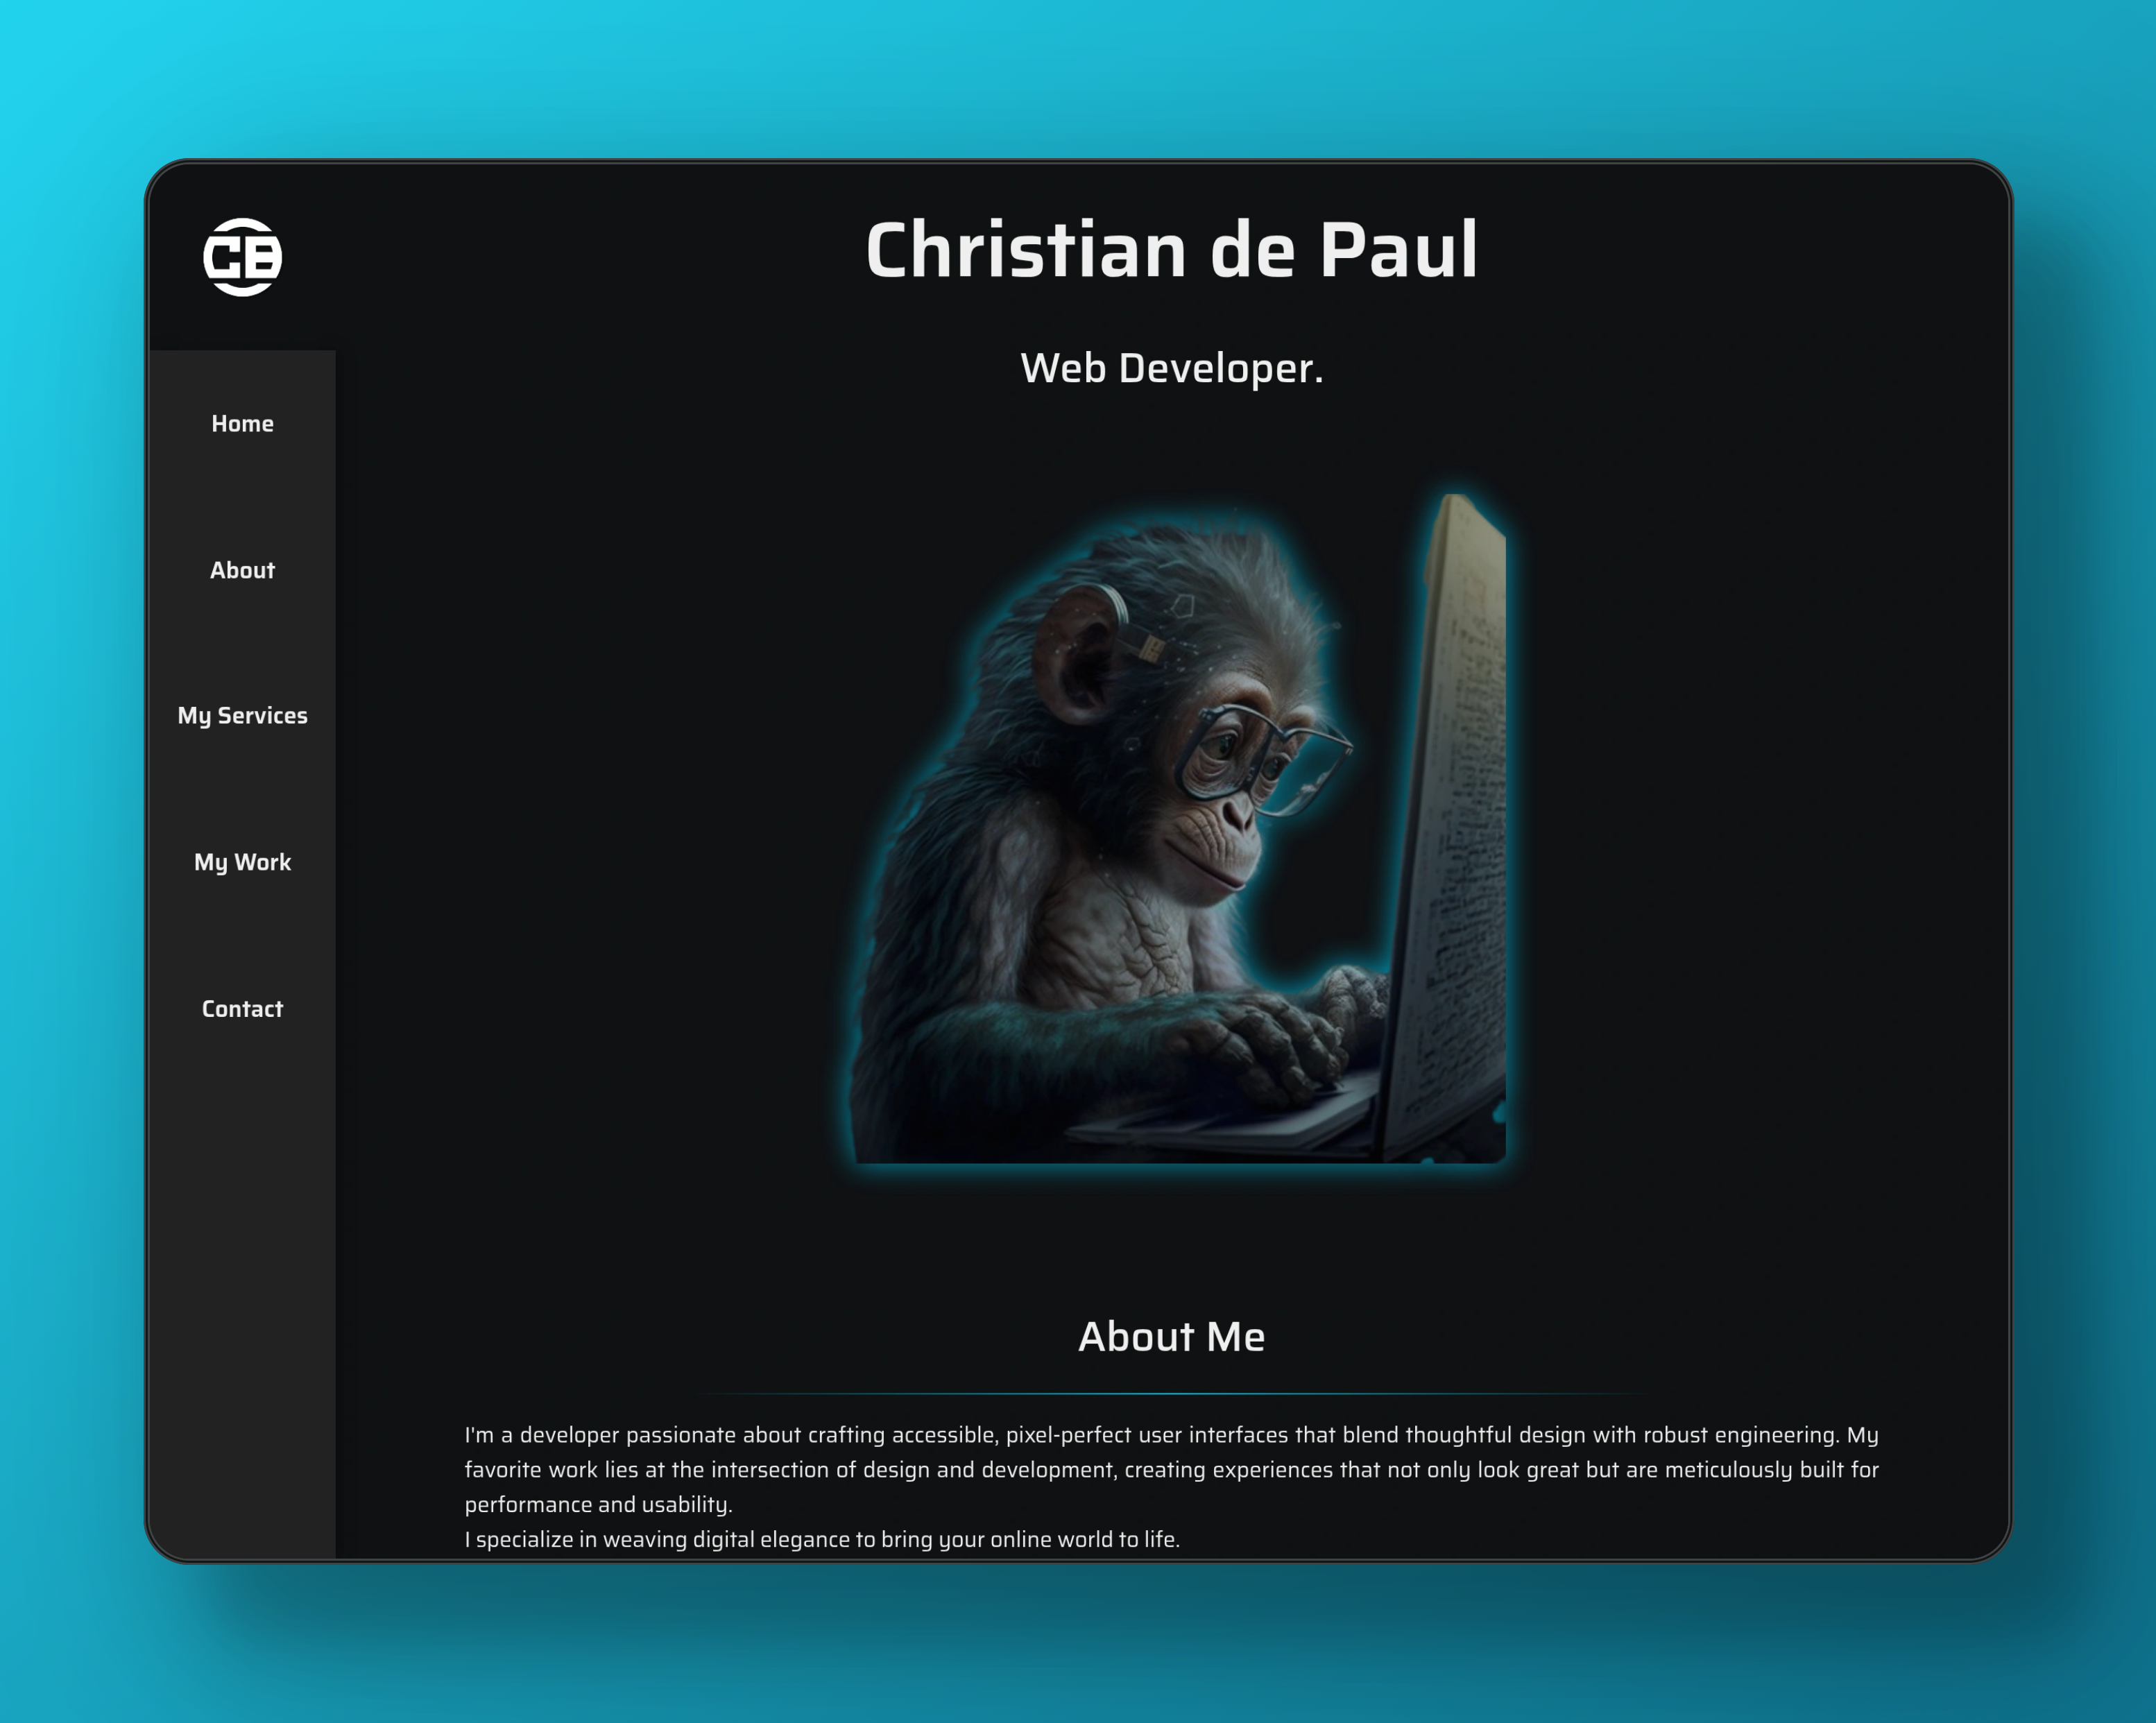 CB
Christian de Paul
Web Developer.
Home
About
My Services
My Work
Contact
About Me
I'm a developer passionate about crafting accessible, pixel-perfect user interfaces that blend thoughtful design with robust engineering. My
favorite work lies at the intersection of design and development, creating experiences that not only look great but are meticulously built for
performance and usability.
I specialize in weaving digital elegance to bring your online world to life.